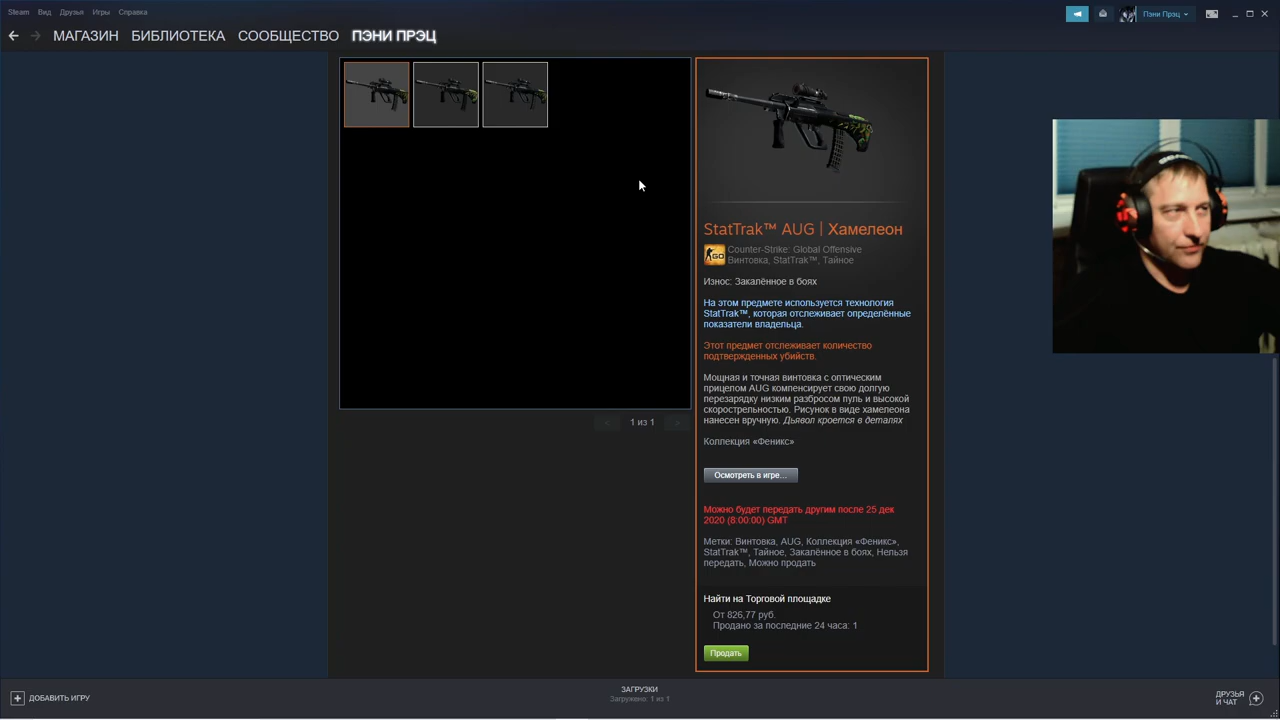 Steam Вид Друзья Игры Справка
Пэни Прэц
МАГАЗИН БИБЛИОТЕКА СООБЩЕСТВО ПЭНИ ПРЭЦ
StatTrak™ AUG | Хамелеон
GO
Counter-Strike: Global Offensive
Винтовка, StatTrak™, Тайное
Износ: Закалённое в боях
На этом предмете используется технология
StatTrak™, которая отслеживает определённые
показатели владельца.
Этот предмет отслеживает количество
подтвержденных убийств.
Мощная и точная винтовка с оптическим
прицелом AUG компенсирует свою долгую
перезарядку низким разбросом пуль и высокой
скорострельностью. Рисунок в виде хамелеона
нанесен вручную. Дьявол кроется в деталях
Коллекция «Феникс»
< 1 из 1 >
Осмотреть в игре...
Можно будет передать другим после 25 дек
2020 (8:00:00) GMT
Метки: Винтовка, AUG, Коллекция «Феникс»,
StatTrak™, Тайное, Закалённое в боях, Нельзя
передать, Можно продать
Найти на Торговой площадке
От 826,77 руб.
Продано за последние 24 часа: 1
Продать
ДОБАВИТЬ ИГРУ
ЗАГРУЗКИ
Загружено: 1 из 1
ДРУЗЬЯ
И ЧАТ